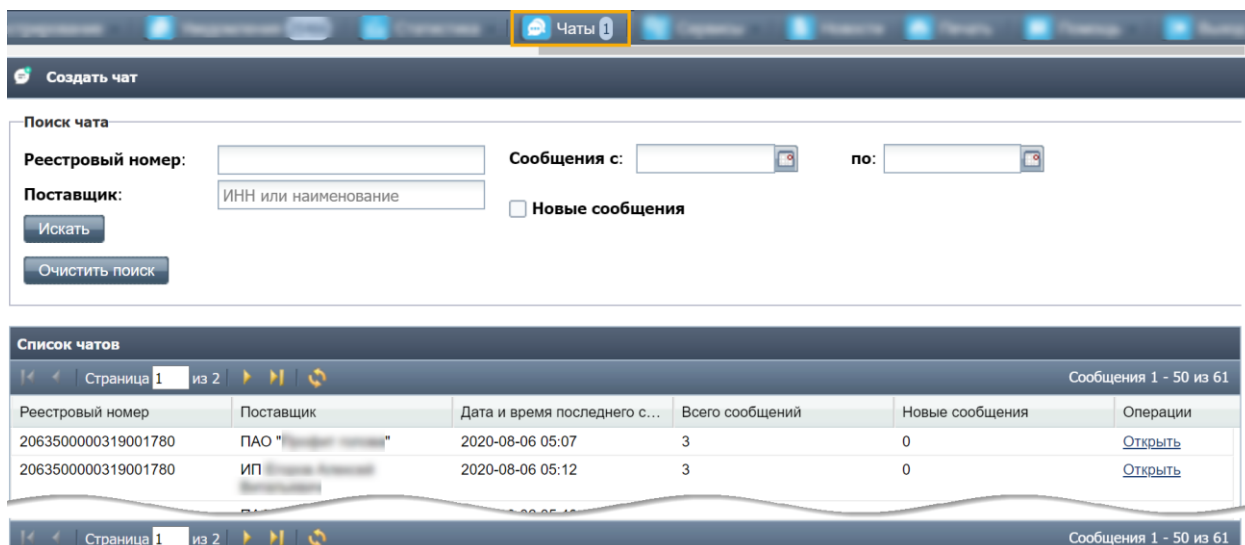 Чаты 1
Создать чат
Поиск чата
Реестровый номер: Сообщения с: по:
Поставщик: ИНН или наименование
Новые сообщения
Искать
Очистить поиск
Список чатов
Страница 1 из 2 Сообщения 1 - 50 из 61
Реестровый номер Поставщик Дата и время последнего с... Всего сообщений Новые сообщения Операции
2063500000319001780 ПАО " " 2020-08-06 05:07 3 0 Открыть
2063500000319001780 ИП 2020-08-06 05:12 3 0 Открыть
Страница 1 из 2 Сообщения 1 - 50 из 61